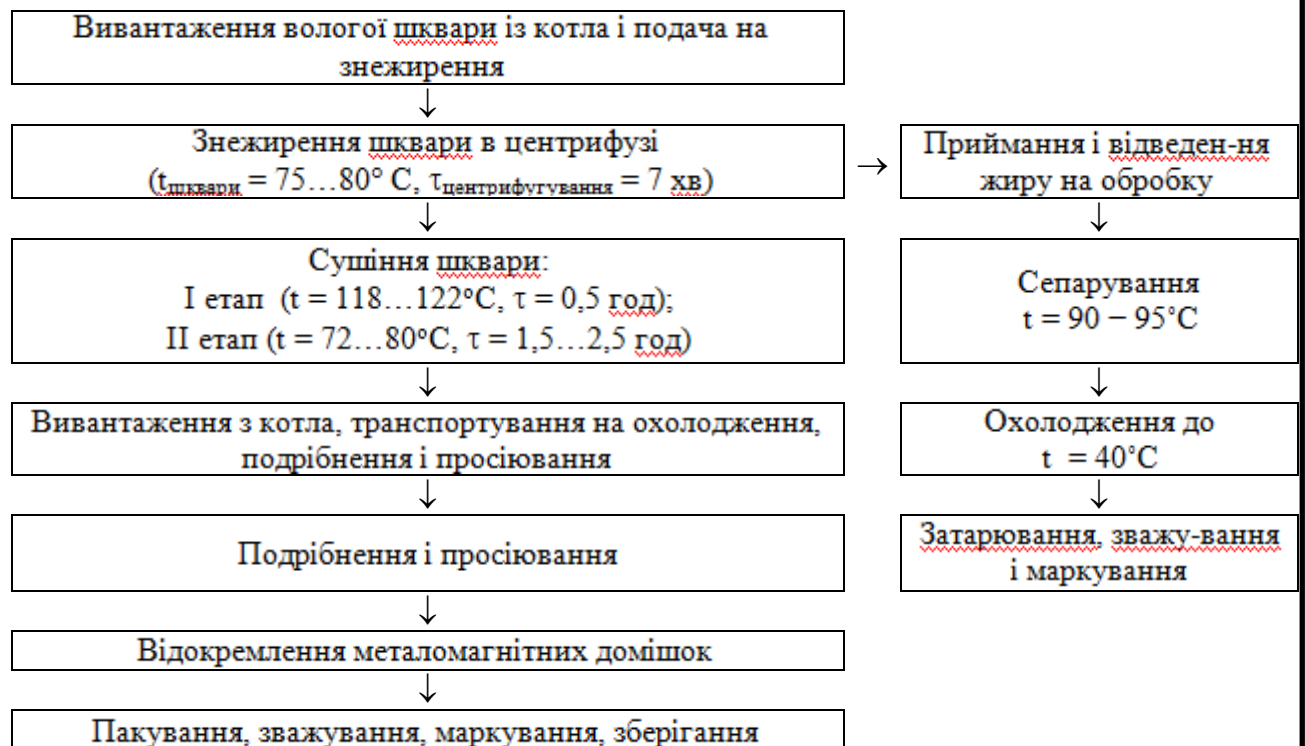 Вивантаження вологої шквари із котла і подача на
знежирення
↓
Знежирення шквари в центрифузі
(tшквари = 75…80° С, τцентрифугування = 7 хв)
→
Приймання і відведен-ня
жиру на обробку
↓
↓
Сушіння шквари:
І етап (t = 118…122°С, τ = 0,5 год);
ІІ етап (t = 72…80°С, τ = 1,5…2,5 год)
Сепарування
t = 90 – 95°С
↓
↓
Вивантаження з котла, транспортування на охолодження,
подрібнення і просіювання
Охолодження до
t = 40°С
↓
↓
Подрібнення і просіювання
Затарювання, зважу-вання
і маркування
↓
Відокремлення металомагнітних домішок
↓
Пакування, зважування, маркування, зберігання